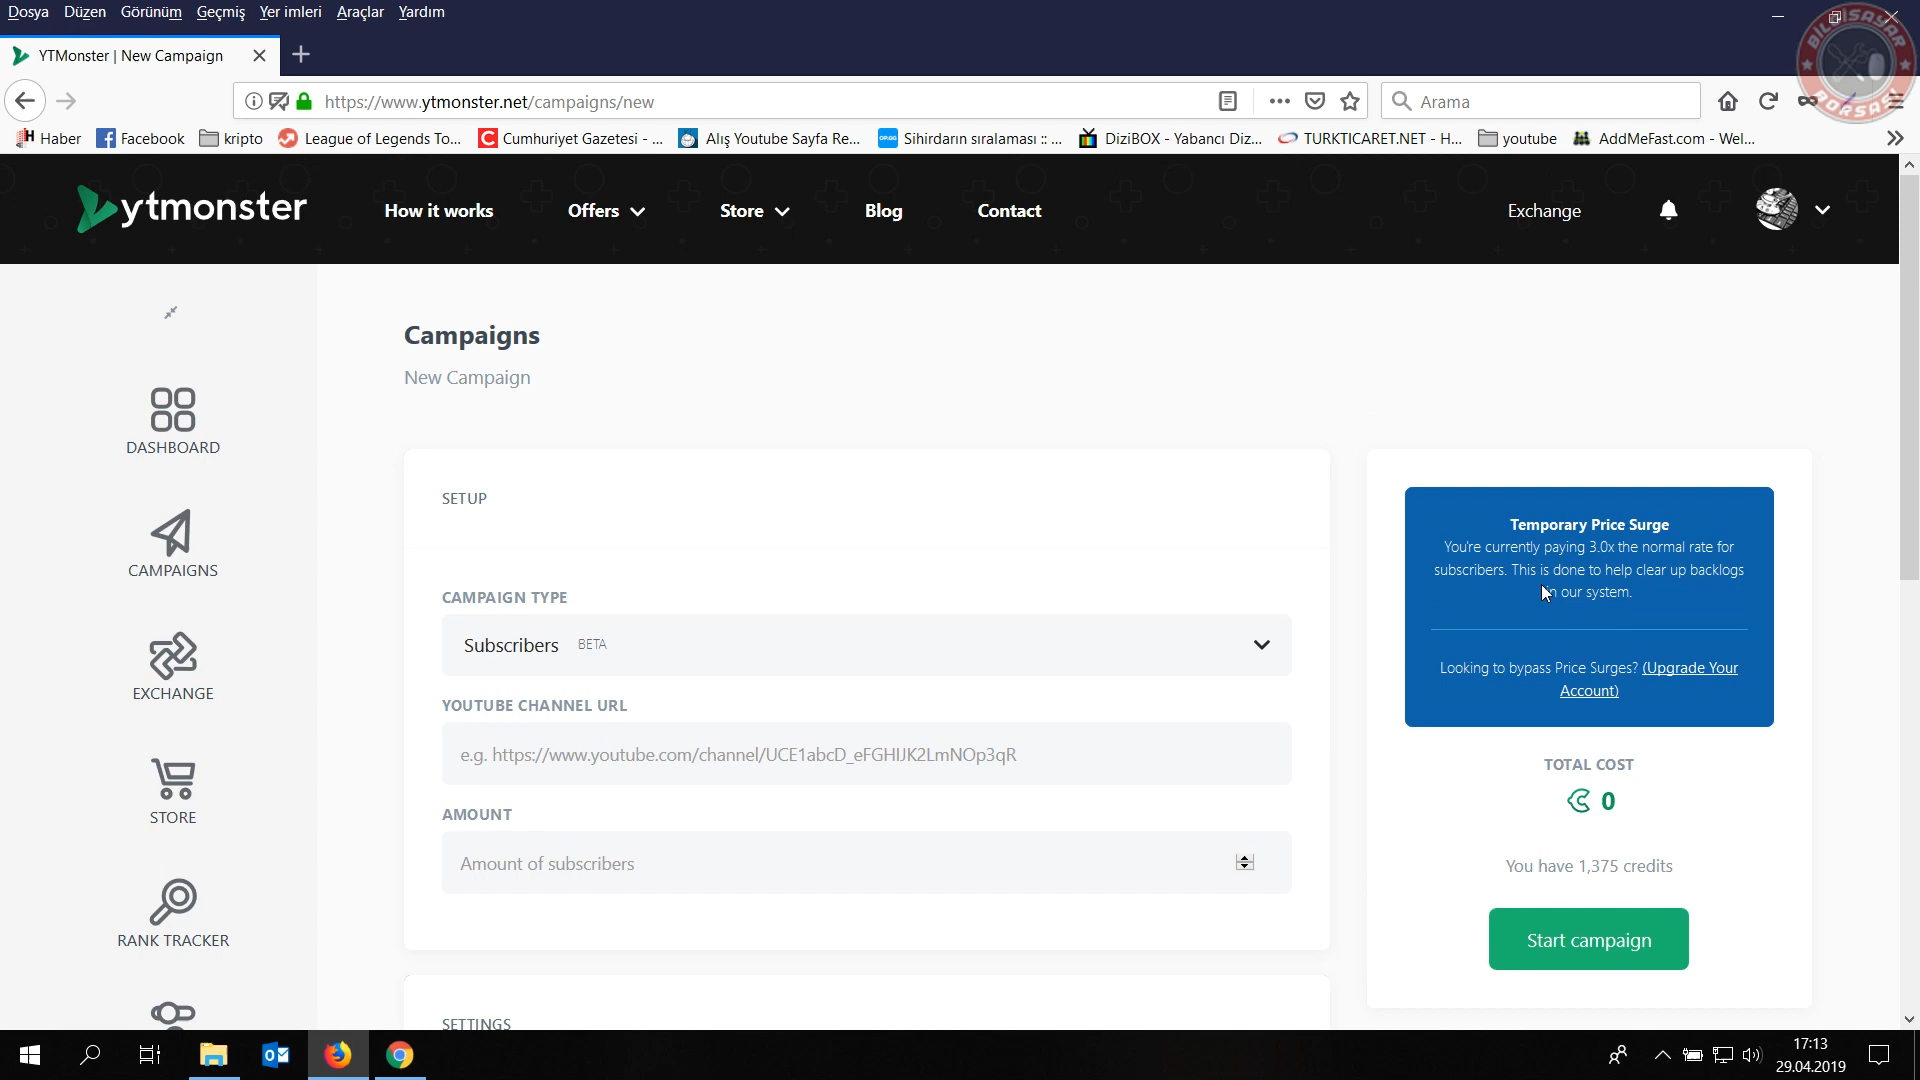 Dosya Düzen Görünüm Geçmiş Yer imleri Araçlar Yardım
YTMonster | New Campaign
https://www.ytmonster.net/campaigns/new
Arama
Haber Facebook kripto League of Legends To... Cumhuriyet Gazetesi - ... Alış Youtube Sayfa Re... Sihirdarın sıralaması :: ... DiziBOX - Yabancı Diz... TURKTICARET.NET - H... youtube AddMeFast.com - Wel...
BİLGİSAYAR
BORSASI
ytmonster
How it works Offers Store Blog Contact Exchange
Campaigns
New Campaign
DASHBOARD
CAMPAIGNS
EXCHANGE
STORE
RANK TRACKER
SETUP
CAMPAIGN TYPE
Subscribers BETA
YOUTUBE CHANNEL URL
e.g. https://www.youtube.com/channel/UCE1abcD_eFGHIJK2LmNOp3qR
AMOUNT
Amount of subscribers
SETTINGS
Temporary Price Surge
You're currently paying 3.0x the normal rate for
subscribers. This is done to help clear up backlogs
in our system.
Looking to bypass Price Surges? (Upgrade Your
Account)
TOTAL COST
0
You have 1,375 credits
Start campaign
17:13
29.04.2019